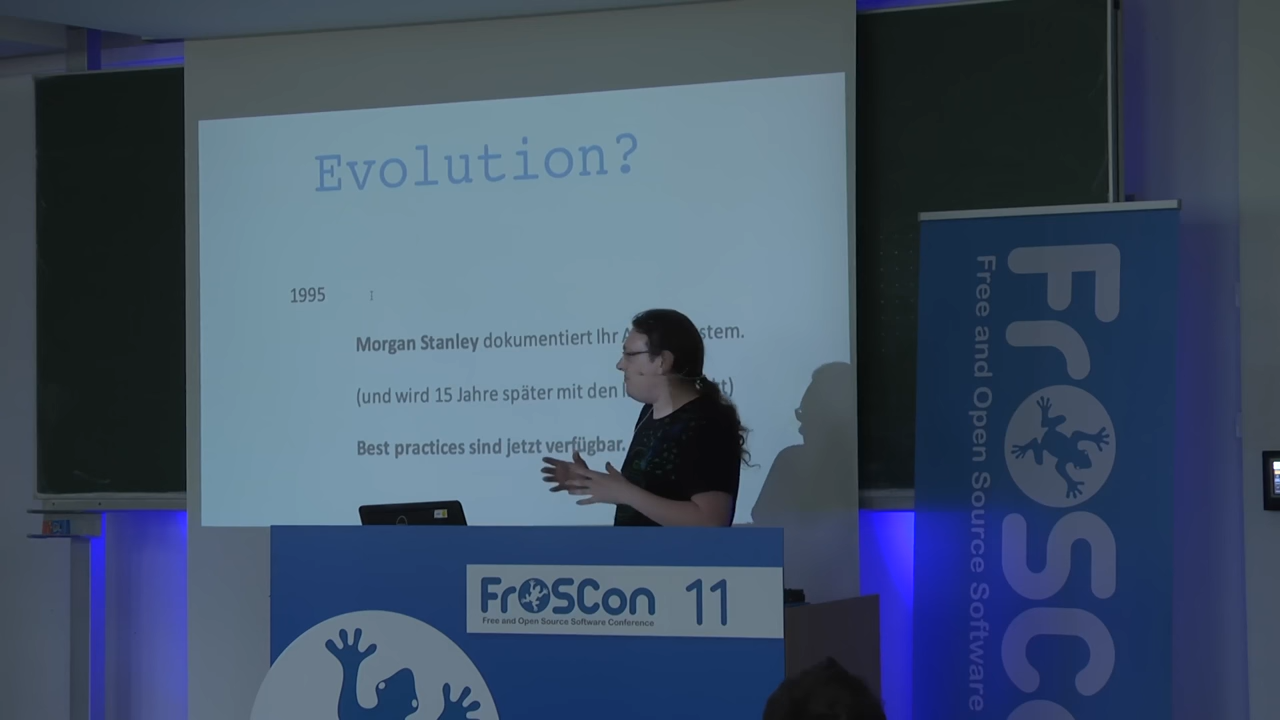 Evolution?
1995
Morgan Stanley dokumentiert Ihr stem.
(und wird 15 Jahre später mit den
Best practices sind jetzt verfügbar.
FrOSCon 11
Free and Open Source Software Conference
FrOSCo
Free and Open Source Software